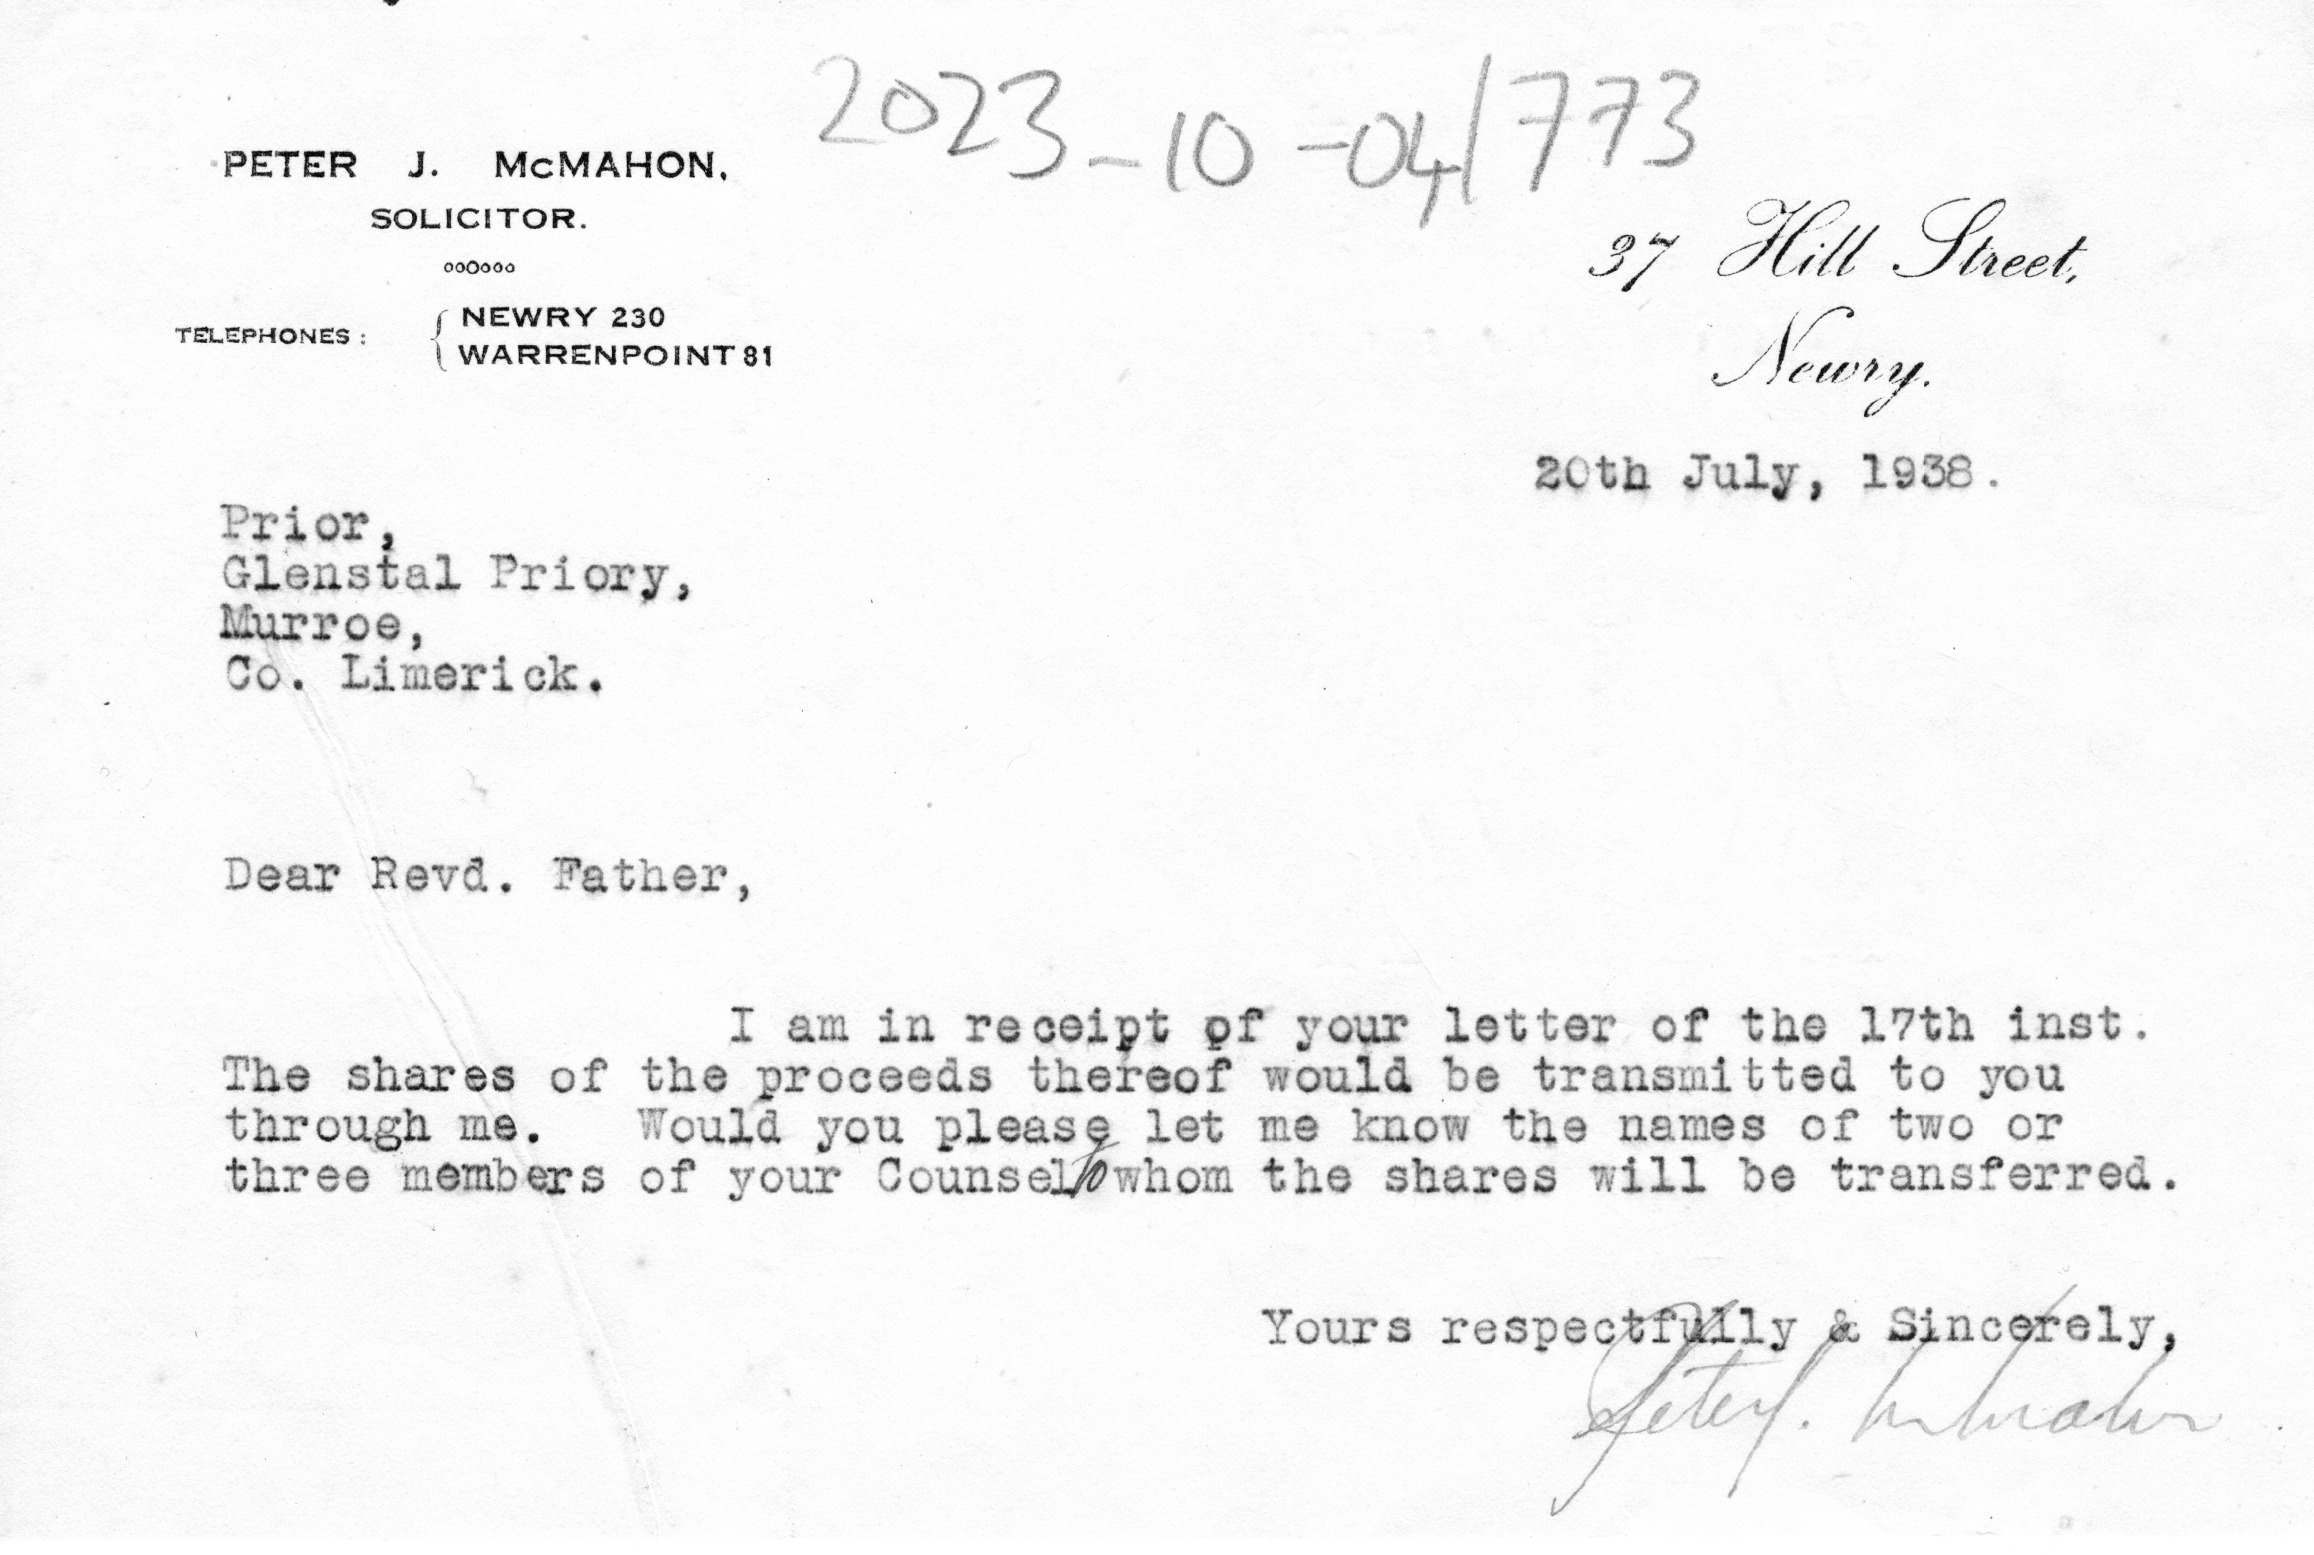 2023-10-04/773
PETER J. McMAHON,
SOLICITOR.
ooOooo
TELEPHONES: { NEWRY 230
WARRENPOINT 81
37 Hill Street,
Newry.
20th July, 1938.
Prior,
Glenstal Priory,
Murroe,
Co. Limerick.
Dear Revd. Father,
I am in receipt of your letter of the 17th inst.
The shares of the proceeds thereof would be transmitted to you
through me. Would you please let me know the names of two or
three members of your Counsel to whom the shares will be transferred.
Yours respectfully & Sincerely,
Peter J. McMahon